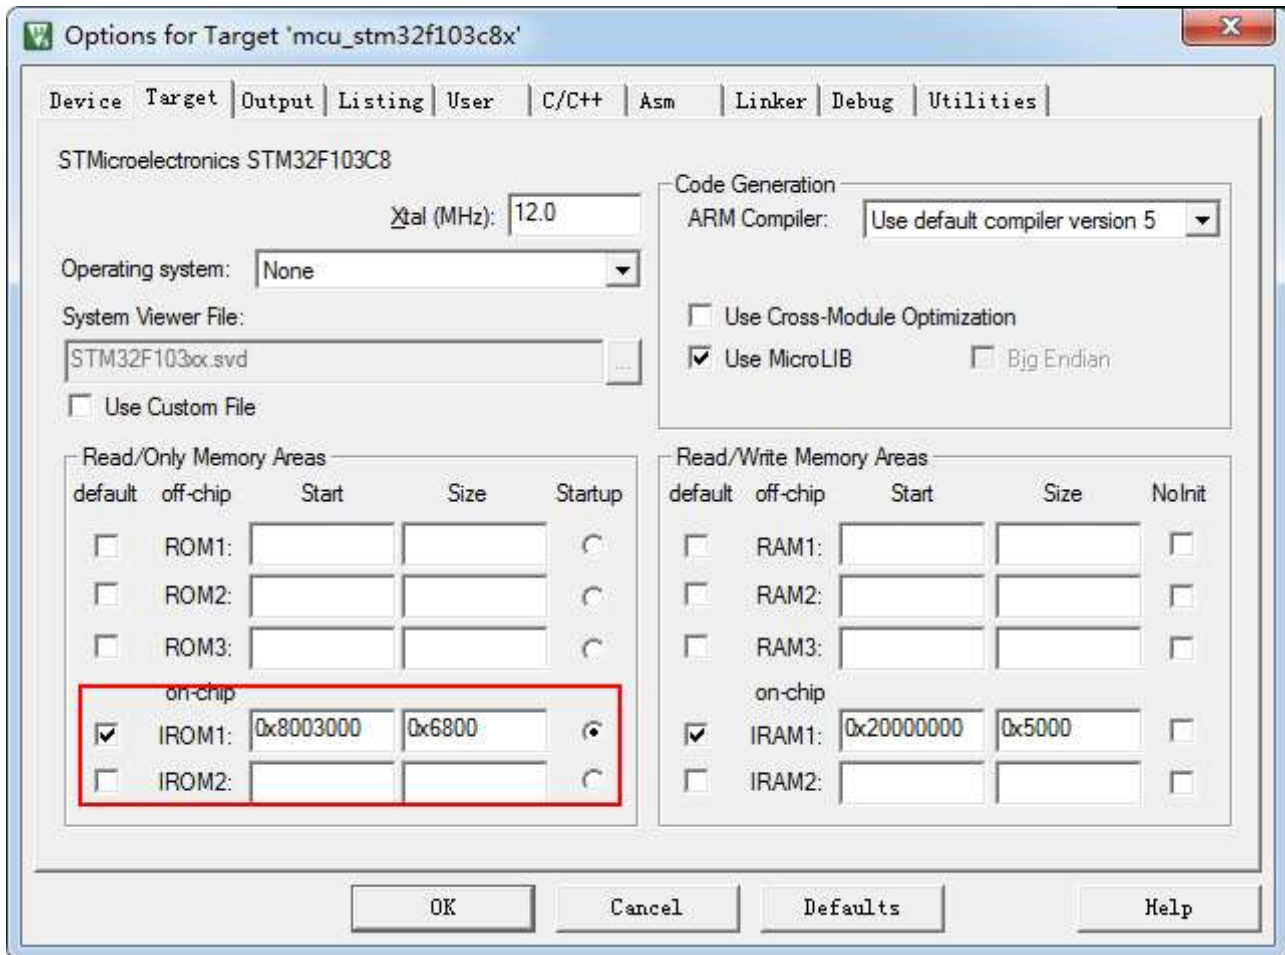 Options for Target 'mcu_stm32f103c8x'
Device Target Output Listing User C/C++ Asm Linker Debug Utilities
STMicroelectronics STM32F103C8
Xtal (MHz): 12.0
Operating system: None
System Viewer File:
STM32F103xx.svd ...
Use Custom File
Code Generation
ARM Compiler: Use default compiler version 5
Use Cross-Module Optimization
Use MicroLIB Big Endian
Read/Only Memory Areas
default off-chip Start Size Startup
ROM1:
ROM2:
ROM3:
on-chip
IROM1: 0x8003000 0x6800
IROM2:
Read/Write Memory Areas
default off-chip Start Size NoInit
RAM1:
RAM2:
RAM3:
on-chip
IRAM1: 0x20000000 0x5000
IRAM2:
OK Cancel Defaults Help